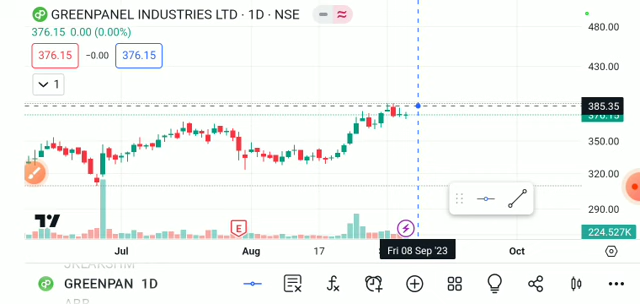 GREENPANEL INDUSTRIES LTD · 1D · NSE
376.15 0.00 (0.00%)
376.15 −0.00 376.15
1
480.00
430.00
385.35
376.15
350.00
320.00
290.00
224.527K
E
Jul Aug 17 Fri 08 Sep '23 Oct
GREENPAN 1D